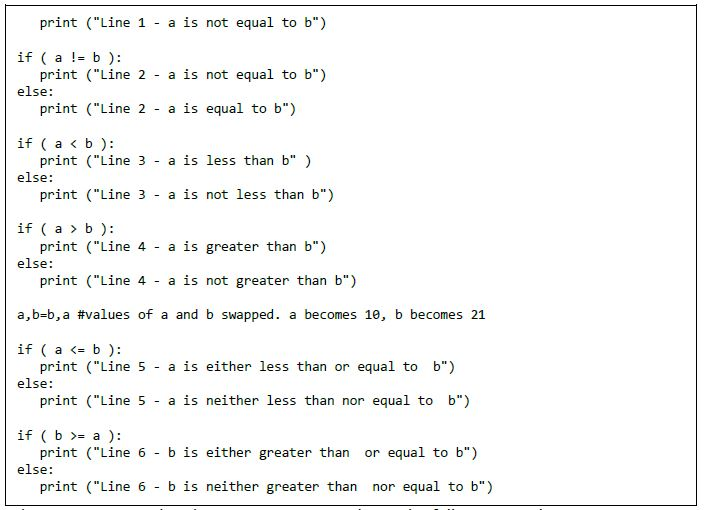 print ("Line 1 - a is not equal to b")
if ( a != b ):
print ("Line 2 - a is not equal to b")
else:
print ("Line 2 - a is equal to b")
if ( a < b ):
print ("Line 3 - a is less than b" )
else:
print ("Line 3 - a is not less than b")
if ( a > b ):
print ("Line 4 - a is greater than b")
else:
print ("Line 4 - a is not greater than b")
a,b=b,a #values of a and b swapped. a becomes 10, b becomes 21
if ( a <= b ):
print ("Line 5 - a is either less than or equal to  b")
else:
print ("Line 5 - a is neither less than nor equal to  b")
if ( b >= a ):
print ("Line 6 - b is either greater than  or equal to b")
else:
print ("Line 6 - b is neither greater than  nor equal to b")